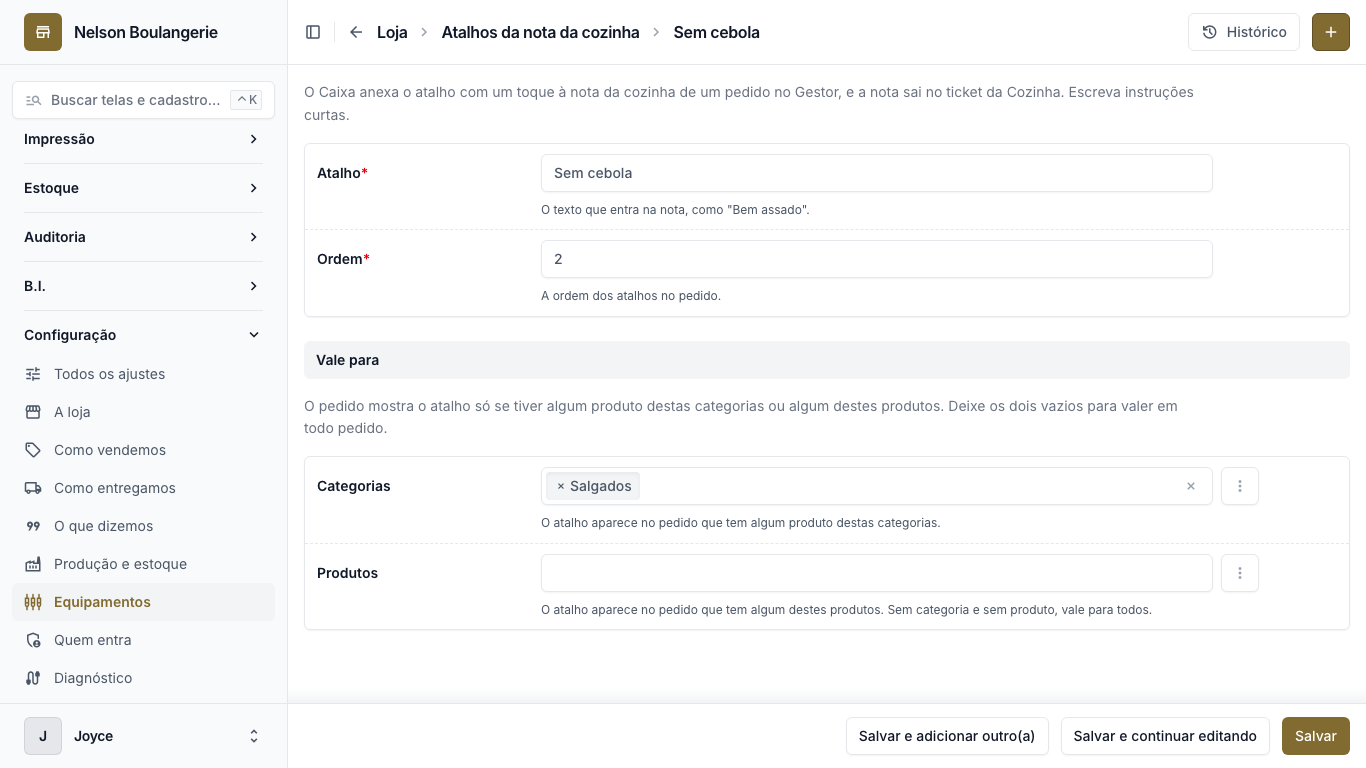 Nelson Boulangerie
Loja
Atalhos da nota da cozinha
Sem cebola
Histórico
Buscar telas e cadastro...
K
Impressão
Estoque
Auditoria
B.I.
Configuração
Todos os ajustes
A loja
Como vendemos
Como entregamos
O que dizemos
Produção e estoque
Equipamentos
Quem entra
Diagnóstico
J
Joyce
O Caixa anexa o atalho com um toque à nota da cozinha de um pedido no Gestor, e a nota sai no ticket da Cozinha. Escreva instruções
curtas.
Atalho*
Sem cebola
O texto que entra na nota, como "Bem assado".
Ordem*
2
A ordem dos atalhos no pedido.
Vale para
O pedido mostra o atalho só se tiver algum produto destas categorias ou algum destes produtos. Deixe os dois vazios para valer em
todo pedido.
Categorias
× Salgados
×
O atalho aparece no pedido que tem algum produto destas categorias.
Produtos
O atalho aparece no pedido que tem algum destes produtos. Sem categoria e sem produto, vale para todos.
Salvar e adicionar outro(a)
Salvar e continuar editando
Salvar